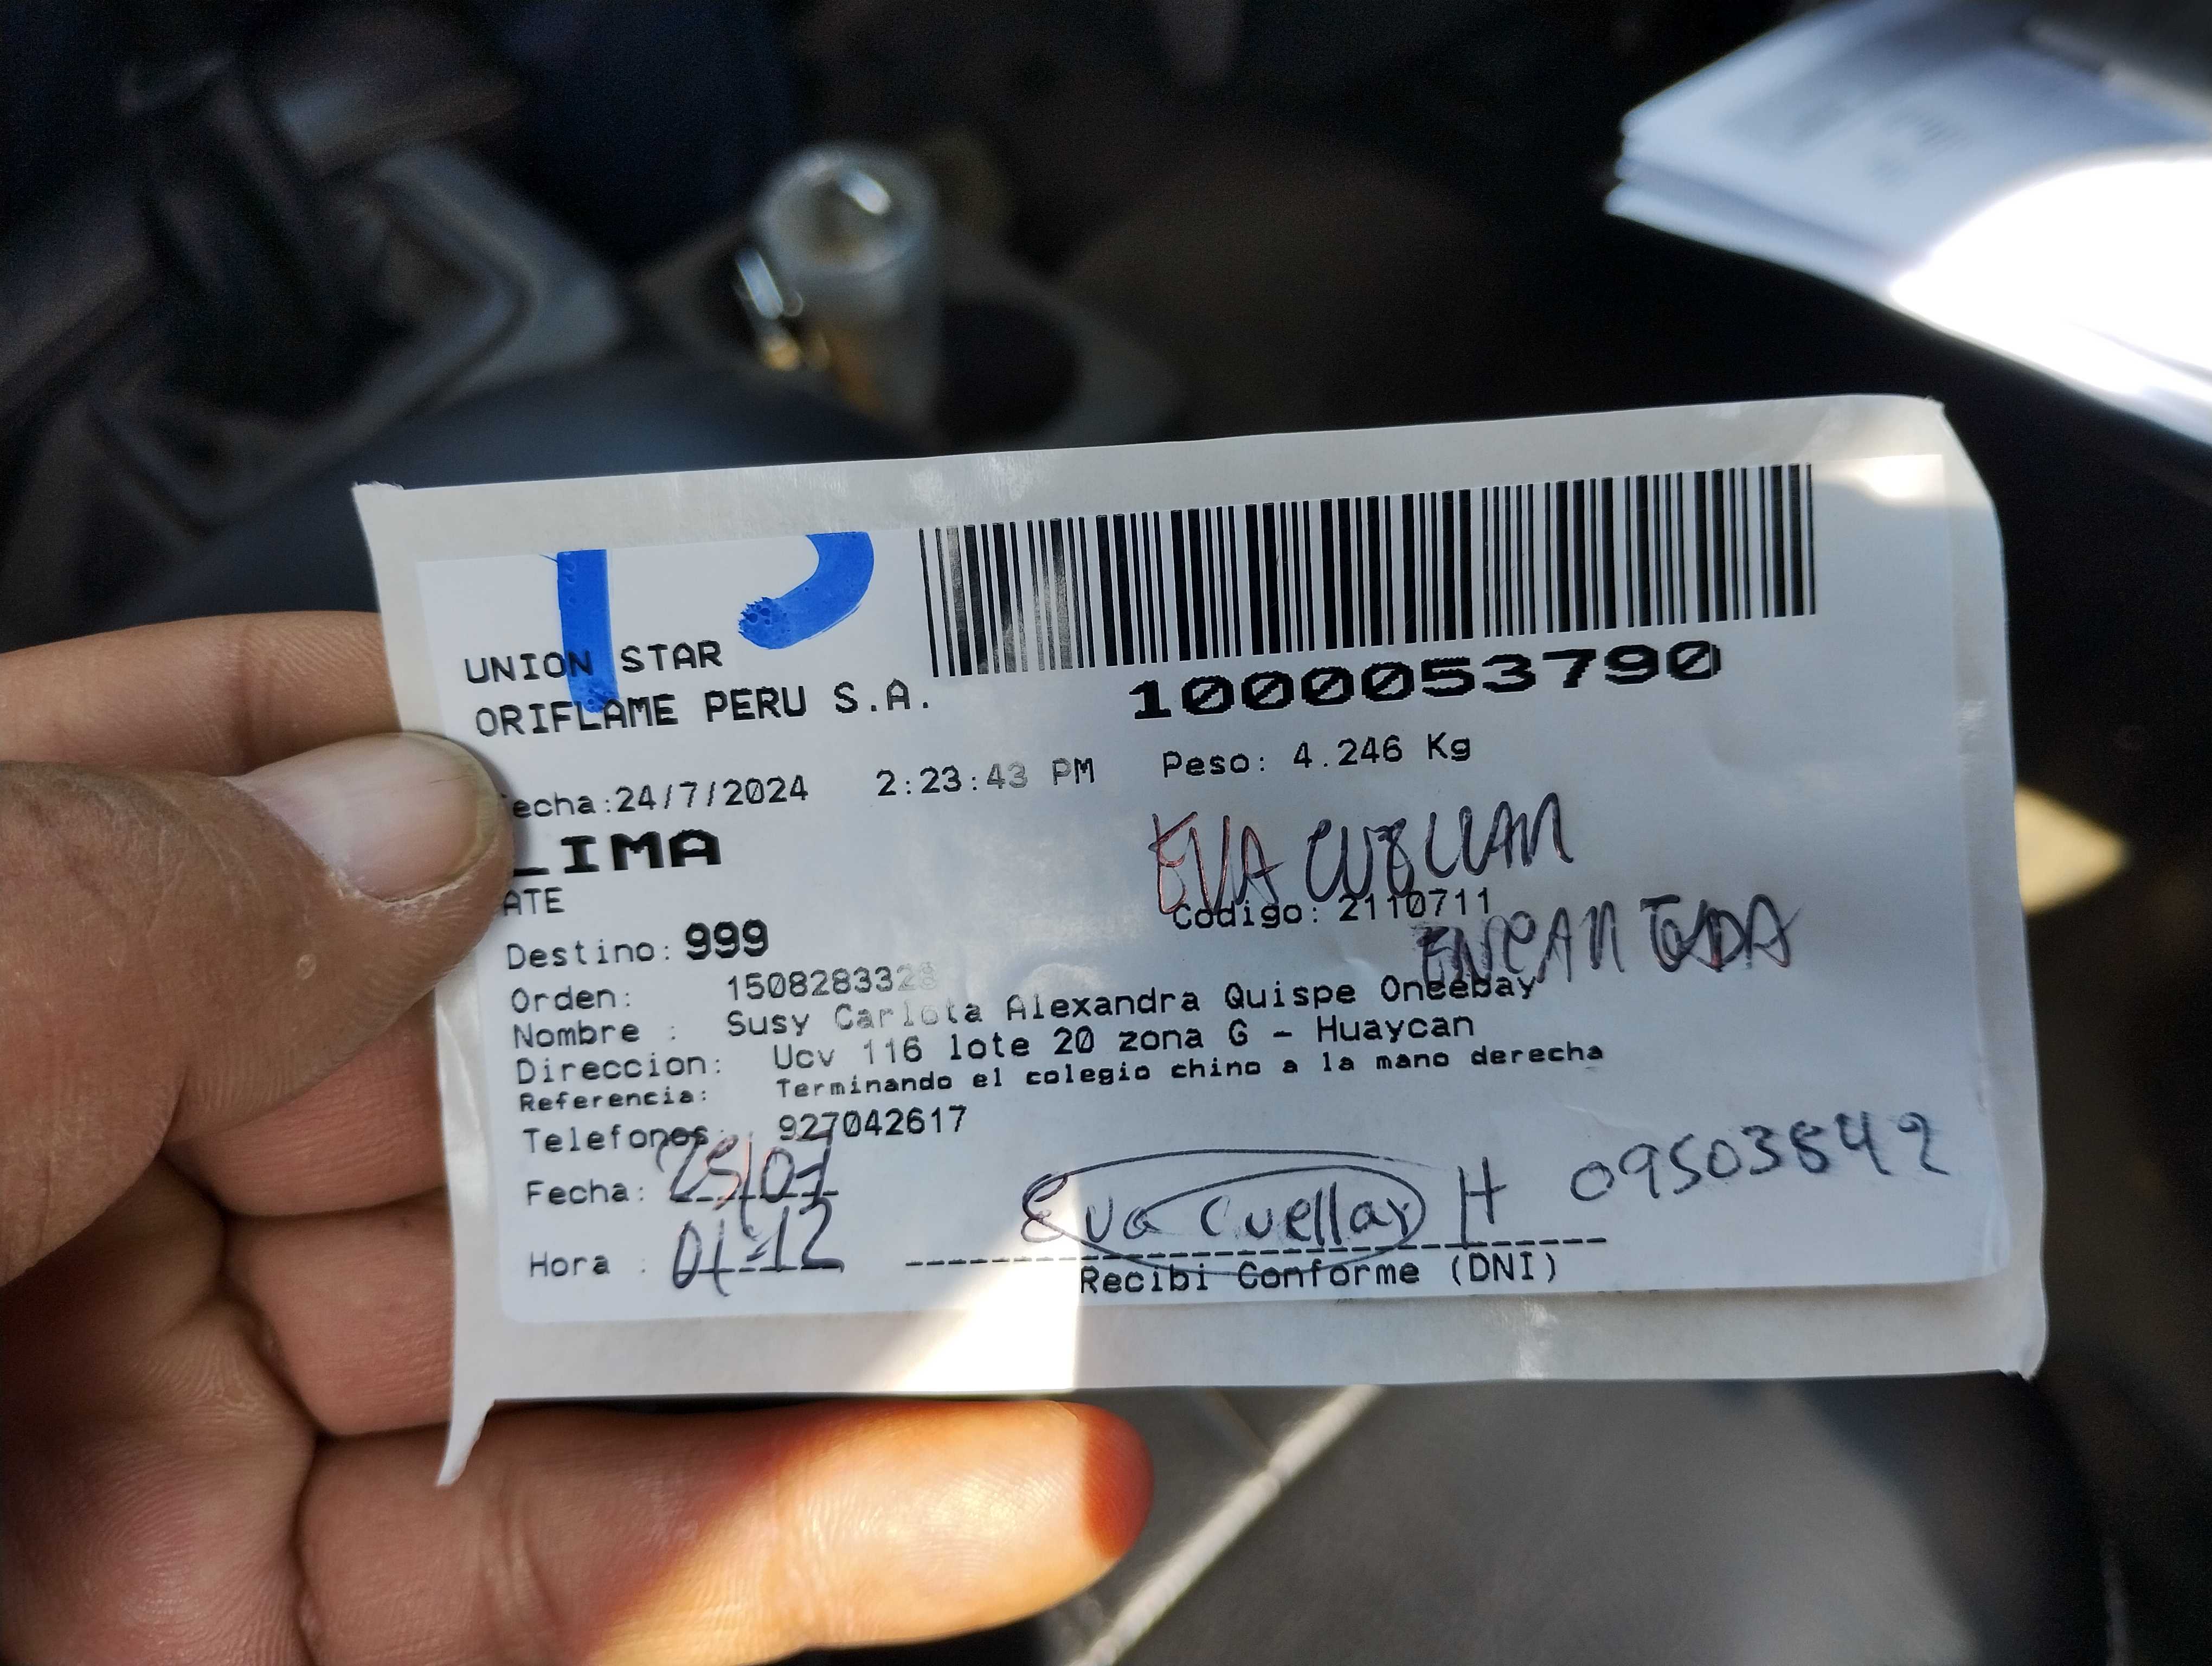 UNION STAR
ORIFLAME PERU S.A.
1000053790
echa:24/7/2024 2:23:43 PM Peso: 4.246 Kg
LIMA
EVA CUELLAR
ATE
Codigo: 2110711
Destino: 999
ENCARGADA
Orden: 1508283328
Nombre : Susy Carlota Alexandra Quispe Oncebay
Direccion: Ucv 116 lote 20 zona G - Huaycan
Referencia: Terminando el colegio chino a la mano derecha
Telefonos: 927042617
Fecha: 25/07
Eva Cuellar H 09503842
Hora : 01:12
Recibi Conforme (DNI)